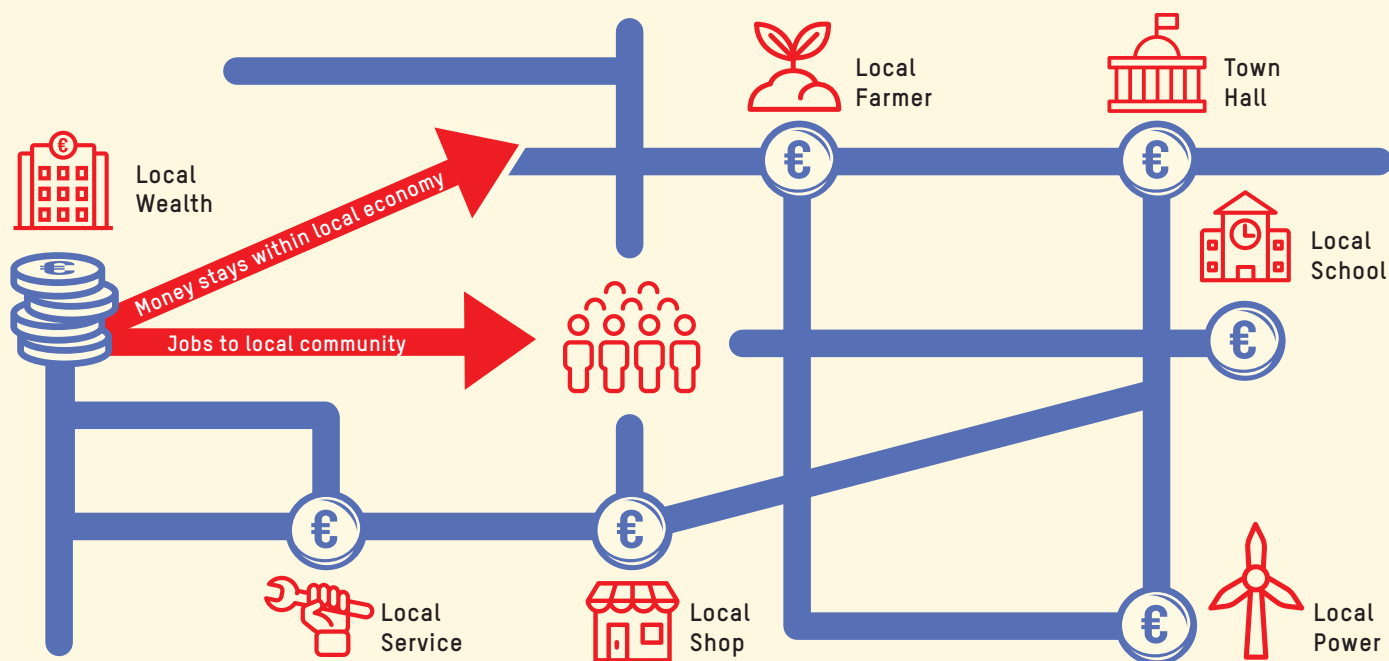 Local
Farmer
Town
Hall
€
Local
Wealth
€
€
Money stays within local economy
Local
School
€
Jobs to local community
€
€
€
Local
Service
Local
Shop
€
Local
Power